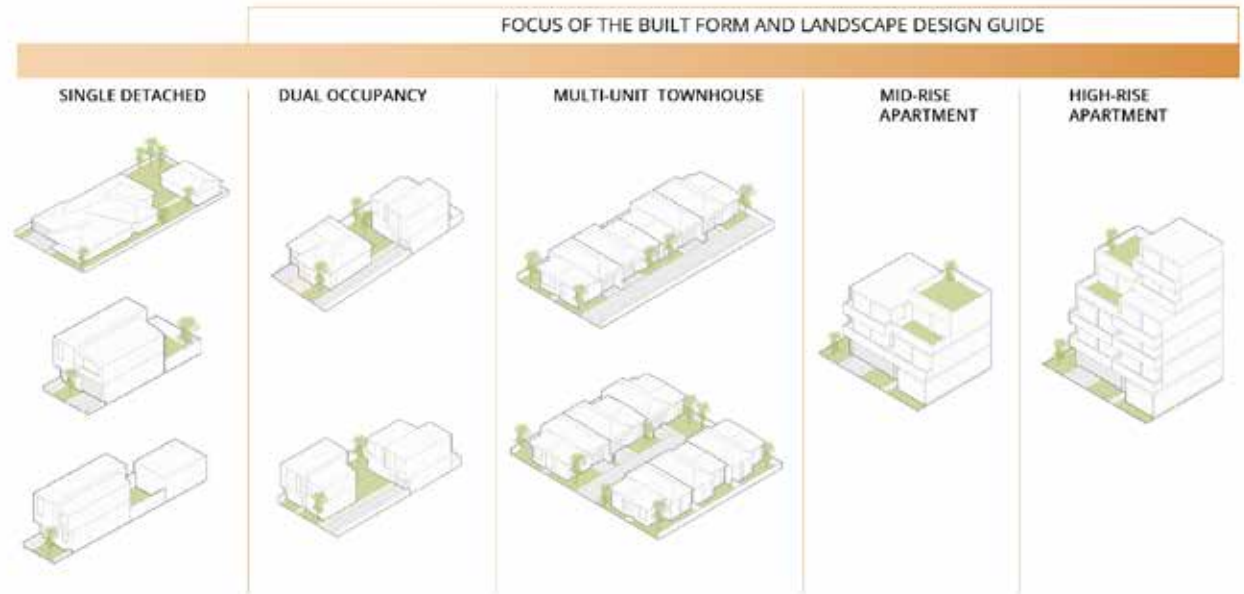 FOCUS OF THE BUILT FORM AND LANDSCAPE DESIGN GUIDE
SINGLE DETACHED
DUAL OCCUPANCY
MULTI-UNIT TOWNHOUSE
MID-RISE
APARTMENT
HIGH-RISE
APARTMENT